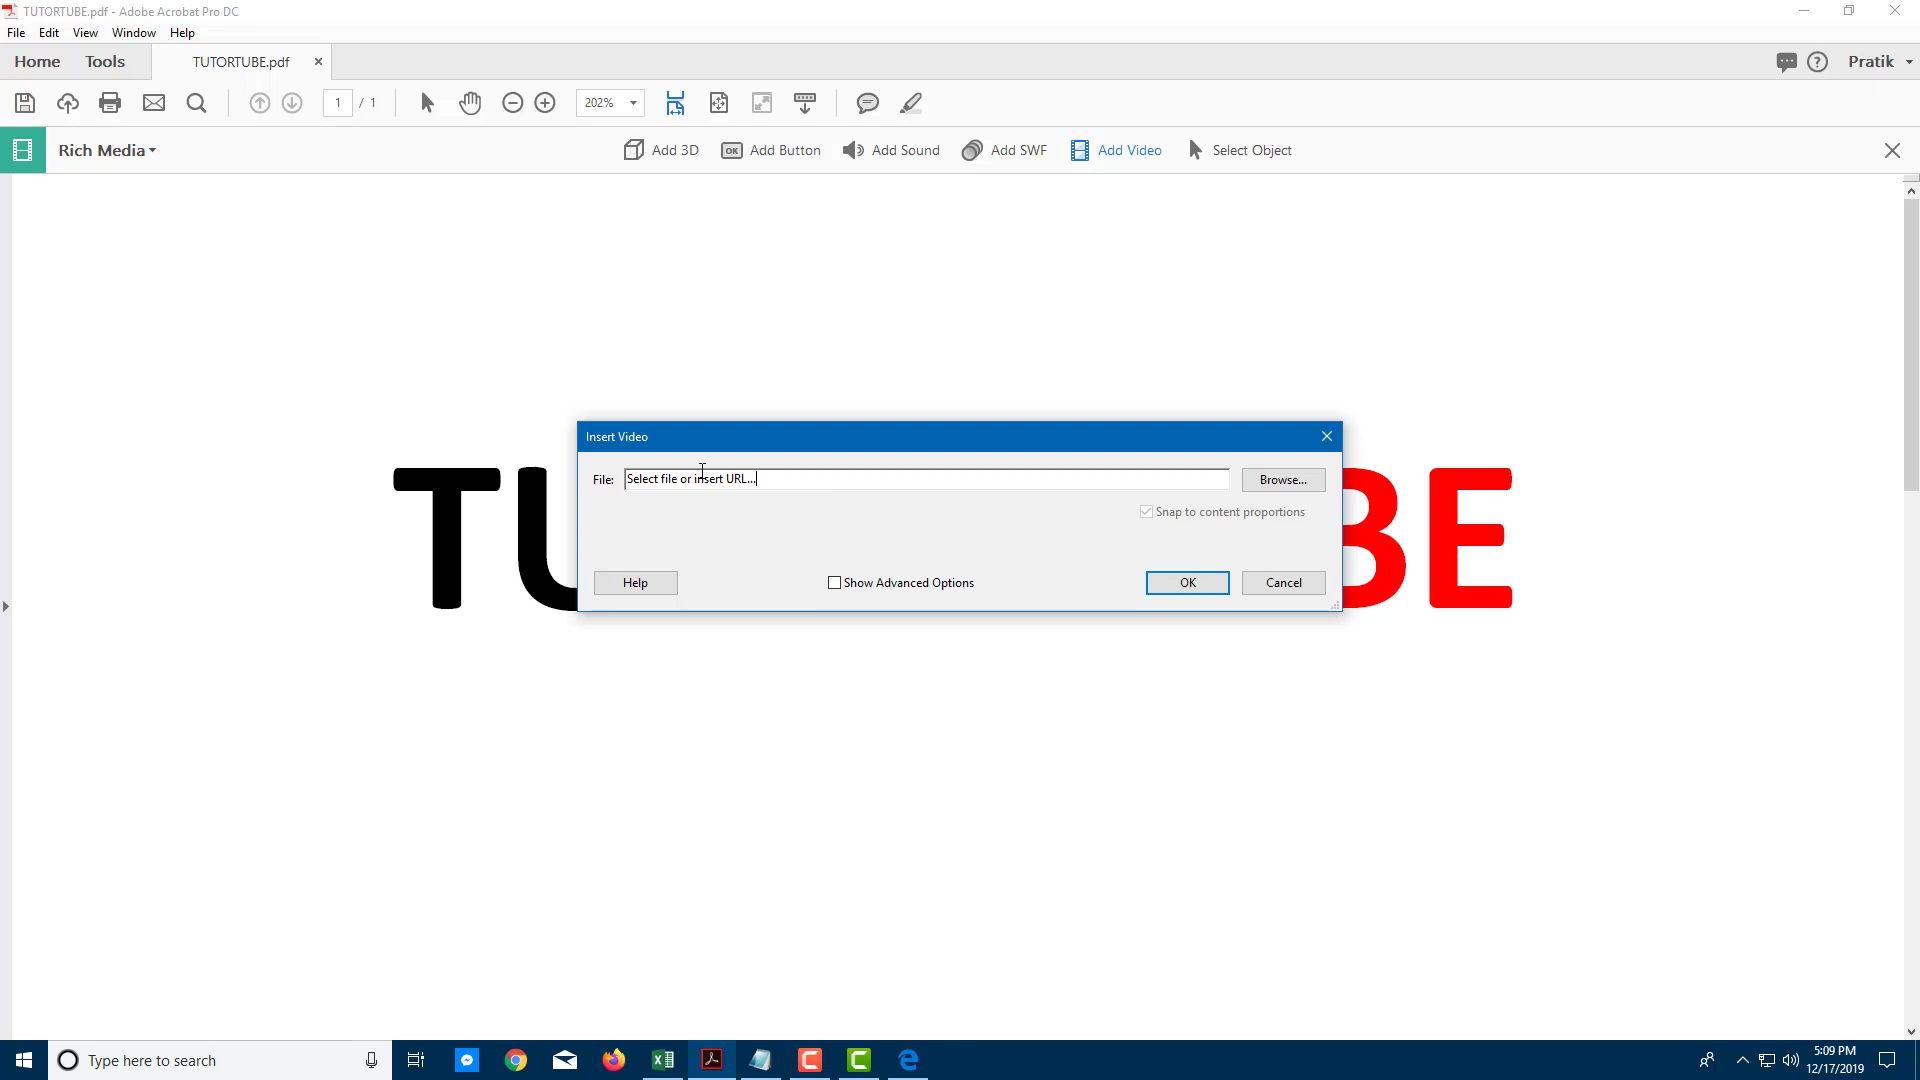 TUTORTUBE.pdf - Adobe Acrobat Pro DC
File Edit View Window Help
Home Tools TUTORTUBE.pdf Pratik
1 / 1 202%
Rich Media Add 3D OK Add Button Add Sound Add SWF Add Video Select Object
Insert Video
File: Select file or insert URL... Browse...
Snap to content proportions
TU BE
Help Show Advanced Options OK Cancel
Type here to search
5:09 PM
12/17/2019